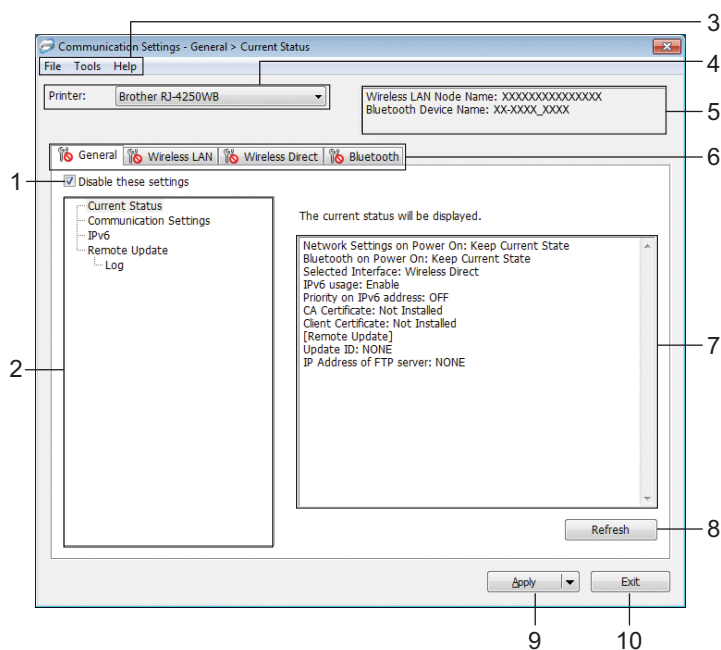 3
Communication Settings - General > Current Status
File Tools Help
4
Printer: Brother RJ-4250WB
Wireless LAN Node Name: XXXXXXXXXXXXXXX
Bluetooth Device Name: XX-XXXX_XXXX
5
General Wireless LAN Wireless Direct Bluetooth
6
1
Disable these settings
Current Status
Communication Settings
IPv6
Remote Update
Log
2
The current status will be displayed.
Network Settings on Power On: Keep Current State
Bluetooth on Power On: Keep Current State
Selected Interface: Wireless Direct
IPv6 usage: Enable
Priority on IPv6 address: OFF
CA Certificate: Not Installed
Client Certificate: Not Installed
[Remote Update]
Update ID: NONE
IP Address of FTP server: NONE
7
Refresh
8
Apply Exit
9 10